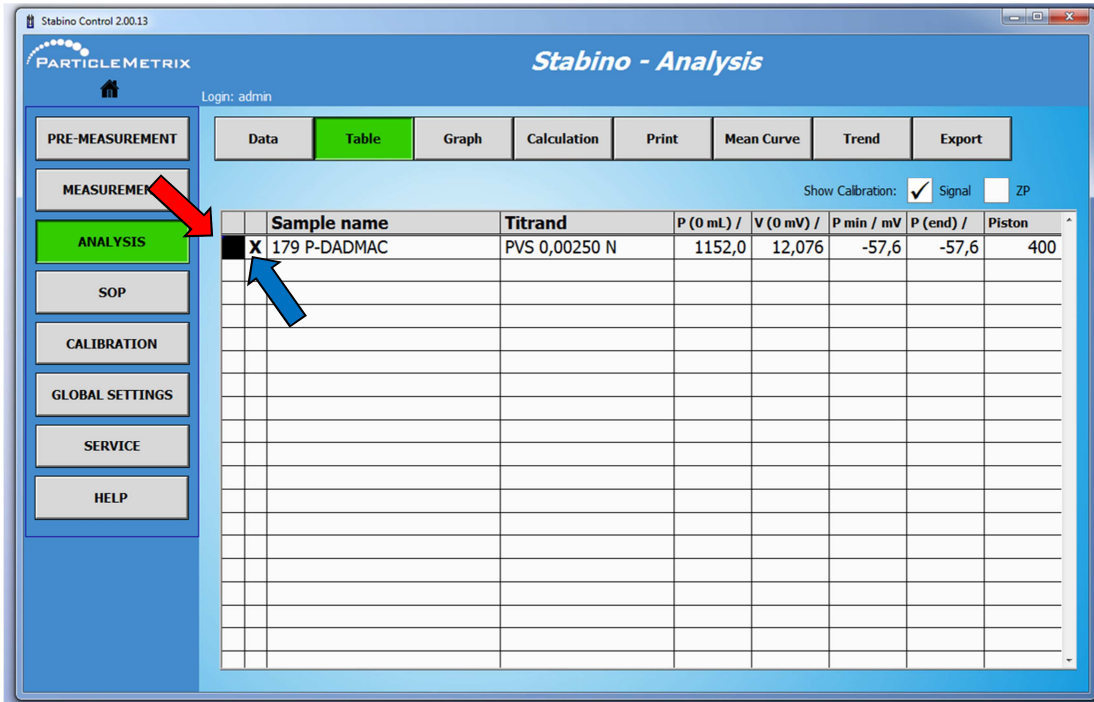 Stabino Control 2.00.13
PARTICLEMETRIX
Stabino - Analysis
Login: admin
PRE-MEASUREMENT
MEASUREMEN
ANALYSIS
SOP
CALIBRATION
GLOBAL SETTINGS
SERVICE
HELP
Data Table Graph Calculation Print Mean Curve Trend Export
Show Calibration: ✓ Signal ZP
Sample name Titrand P (0 mL) / V (0 mV) / P min / mV P (end) / Piston
X 179 P-DADMAC PVS 0,00250 N 1152,0 12,076 -57,6 -57,6 400